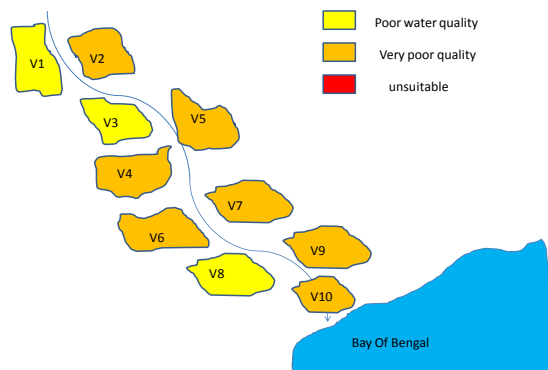 Poor water quality
Very poor quality
unsuitable
V1
V2
V3
V5
V4
V7
V6
V9
V8
V10
Bay Of Bengal